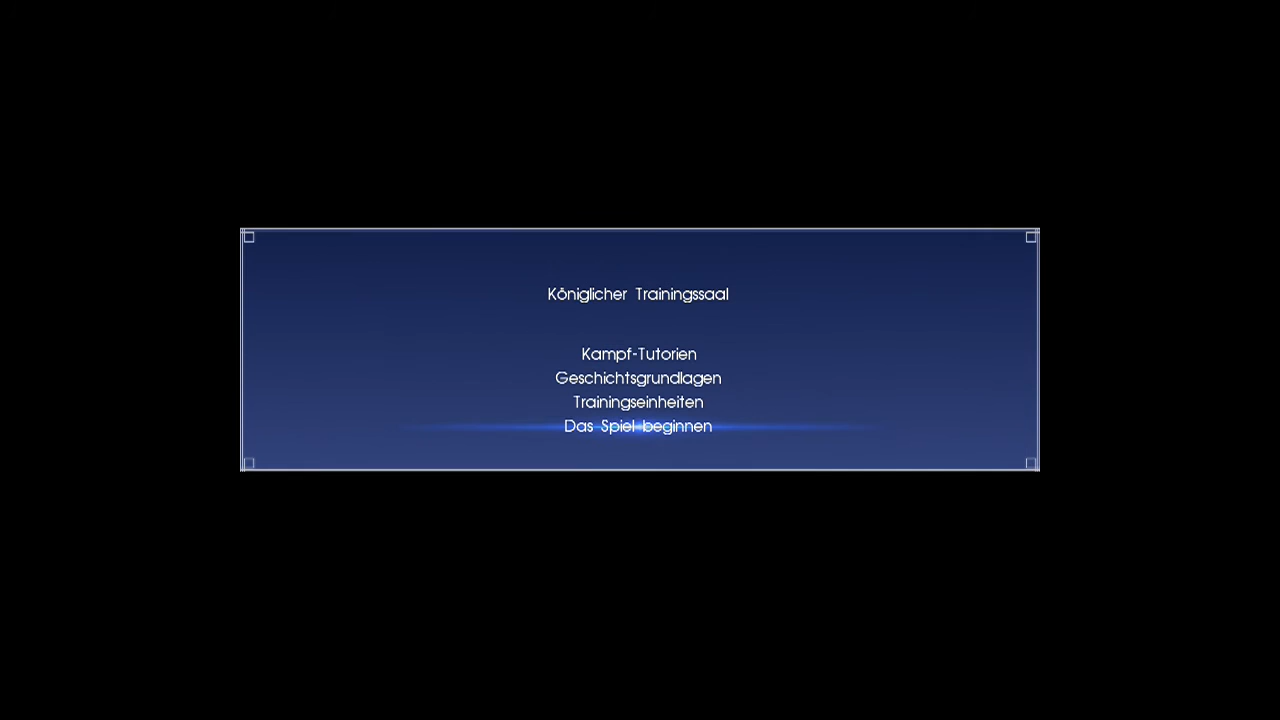 Königlicher Trainingssaal
Kampf-Tutorien
Geschichtsgrundlagen
Trainingseinheiten
Das Spiel beginnen